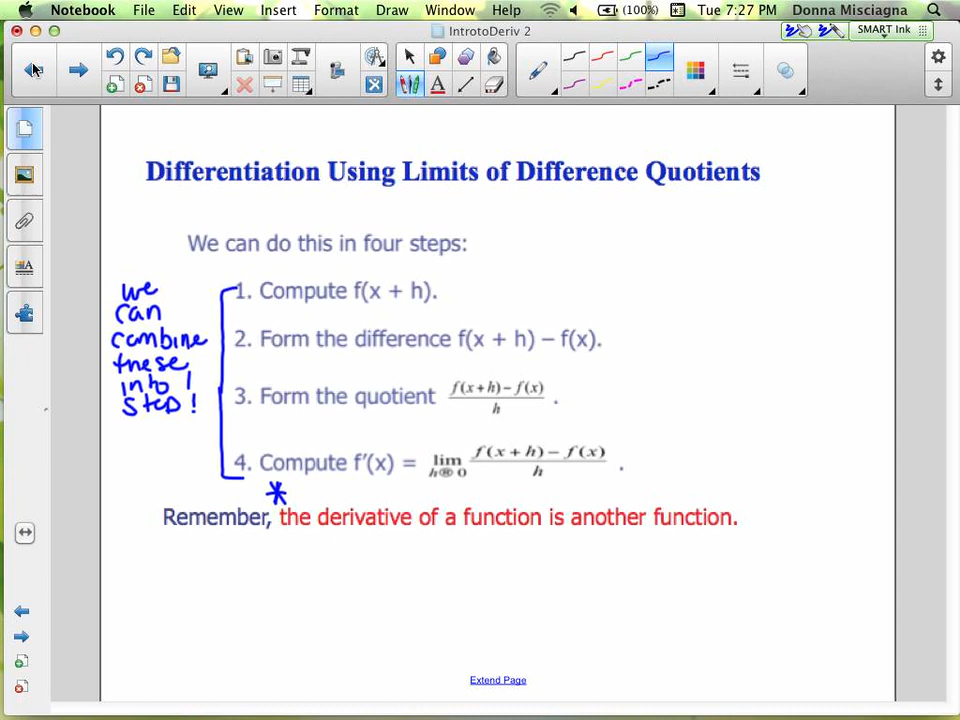 Notebook File Edit View Insert Format Draw Window Help (100%) Tue 7:27 PM Donna Misciagna
IntrotoDeriv 2
SMART Ink
Differentiation Using Limits of Difference Quotients
We can do this in four steps:
we
can
combine
these
into 1
step!
1. Compute f(x + h).
2. Form the difference f(x + h) – f(x).
3. Form the quotient f(x+h)–f(x) / h .
4. Compute f′(x) = lim h®0 f(x+h)–f(x) / h .
*
Remember, the derivative of a function is another function.
Extend Page